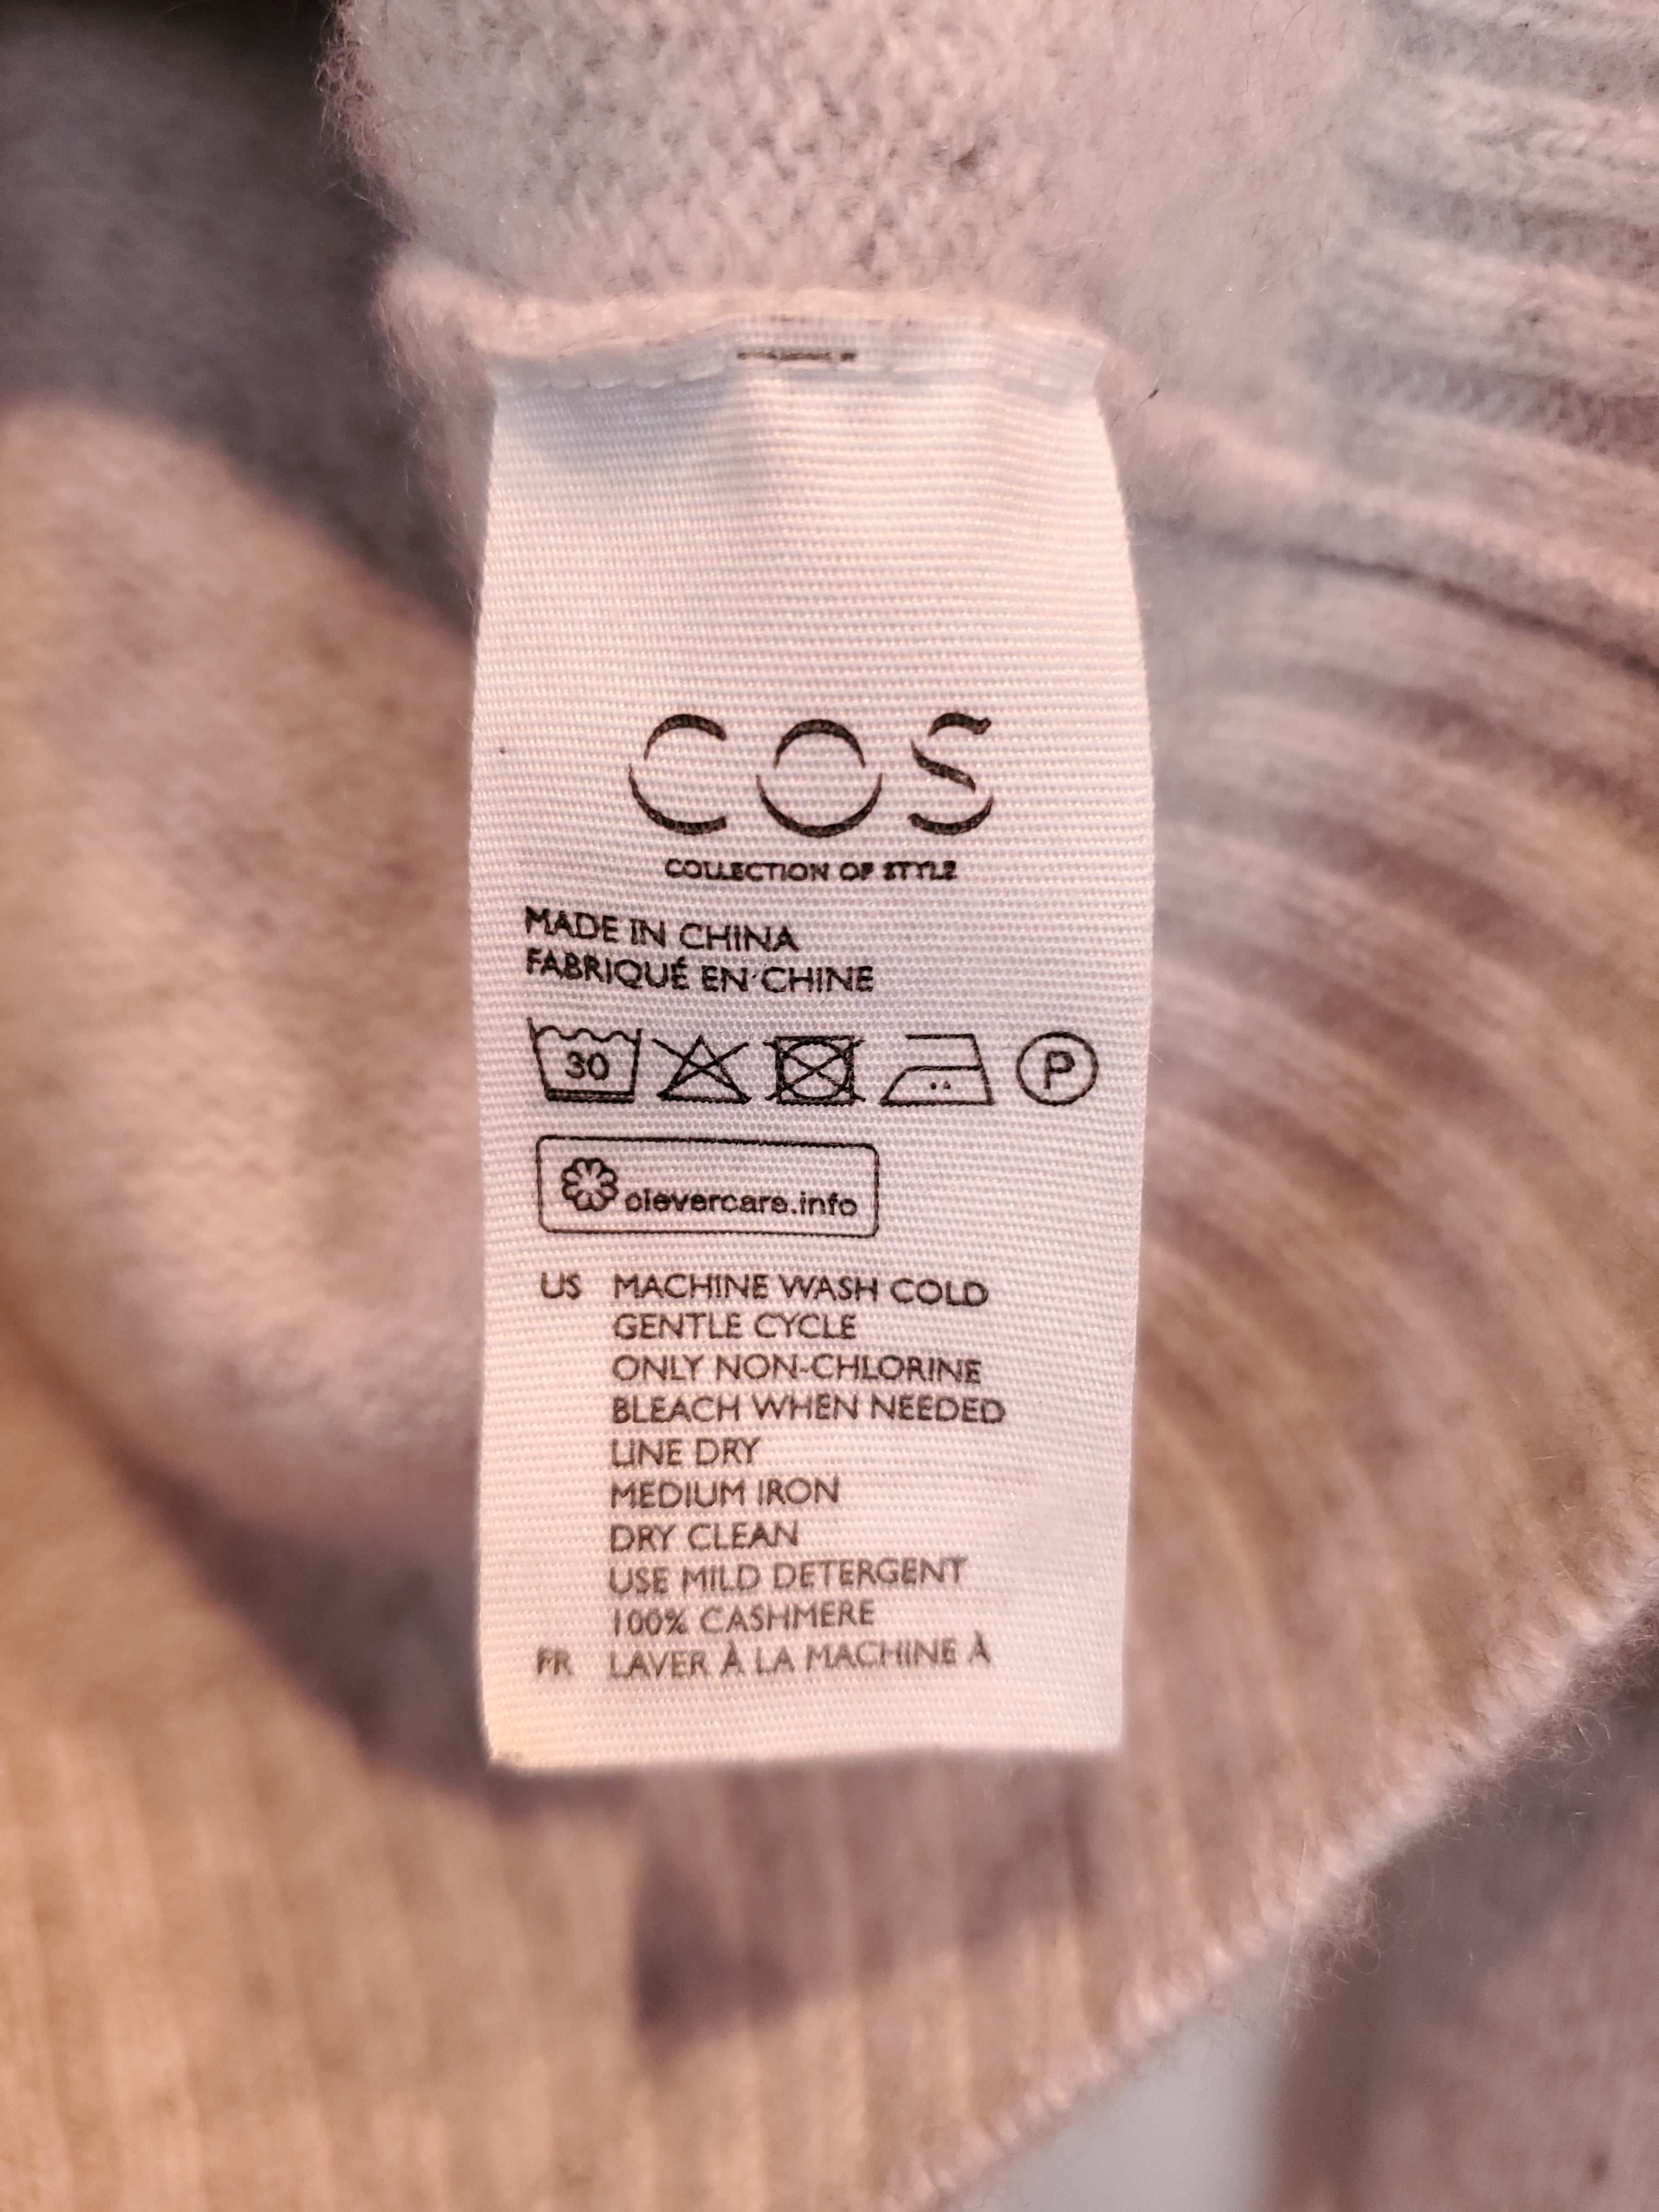 COS
COLLECTION OF STYLE
MADE IN CHINA
FABRIQUÉ EN CHINE
30 P
clevercare.info
US MACHINE WASH COLD
GENTLE CYCLE
ONLY NON-CHLORINE
BLEACH WHEN NEEDED
LINE DRY
MEDIUM IRON
DRY CLEAN
USE MILD DETERGENT
100% CASHMERE
FR LAVER À LA MACHINE À